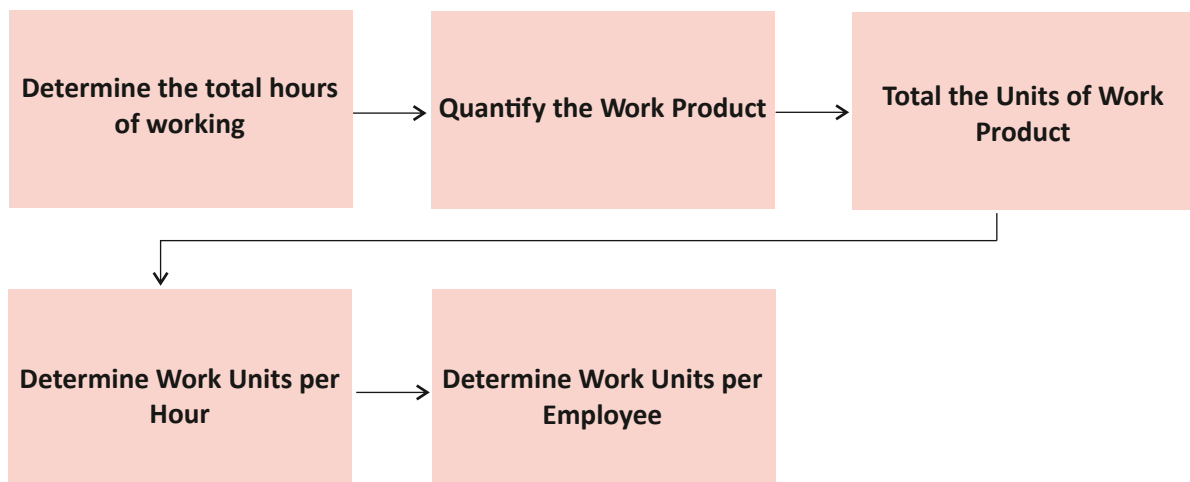 Determine the total hours
of working
Quantify the Work Product
Total the Units of Work
Product
Determine Work Units per
Hour
Determine Work Units per
Employee